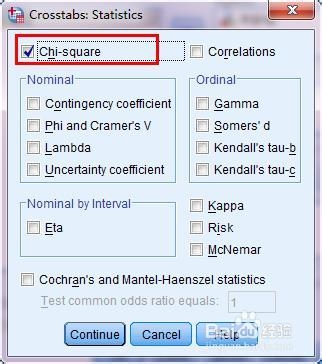 Crosstabs: Statistics
Chi-square
Correlations
Nominal
Contingency coefficient
Phi and Cramer's V
Lambda
Uncertainty coefficient
Ordinal
Gamma
Somers' d
Kendall's tau-b
Kendall's tau-c
Nominal by Interval
Eta
Kappa
Risk
McNemar
Cochran's and Mantel-Haenszel statistics
Test common odds ratio equals: 1
Continue Cancel Help